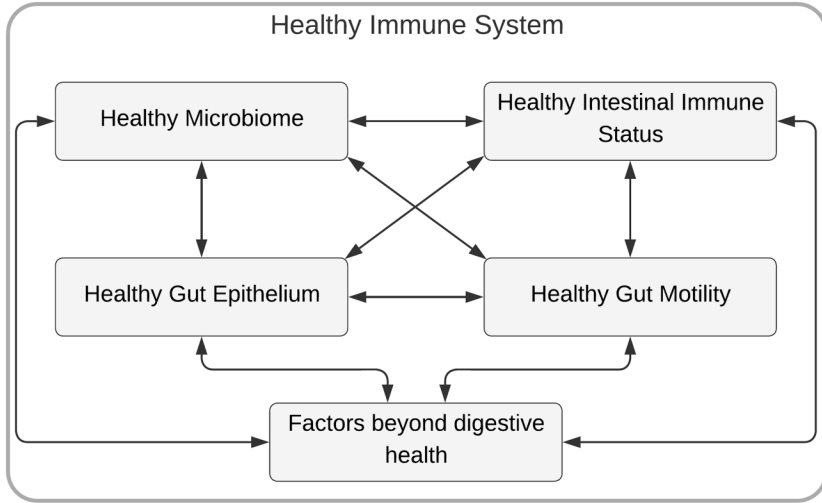 Healthy Immune System
Healthy Microbiome
Healthy Intestinal Immune
Status
Healthy Gut Epithelium
Healthy Gut Motility
Factors beyond digestive
health